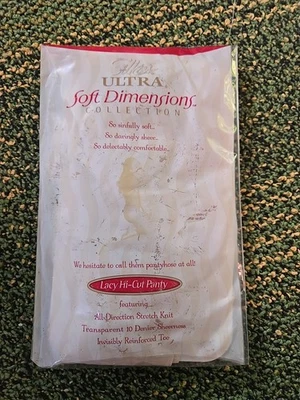 ULTRA
Soft Dimensions
COLLECTION
So sinfully soft...
So daringly sheer...
So delectably comfortable...
We hesitate to call them pantyhose at all!
Lacy Hi-Cut Panty
featuring...
All-Direction Stretch Knit
Transparent 10 Denier Sheerness
Invisibly Reinforced Toe